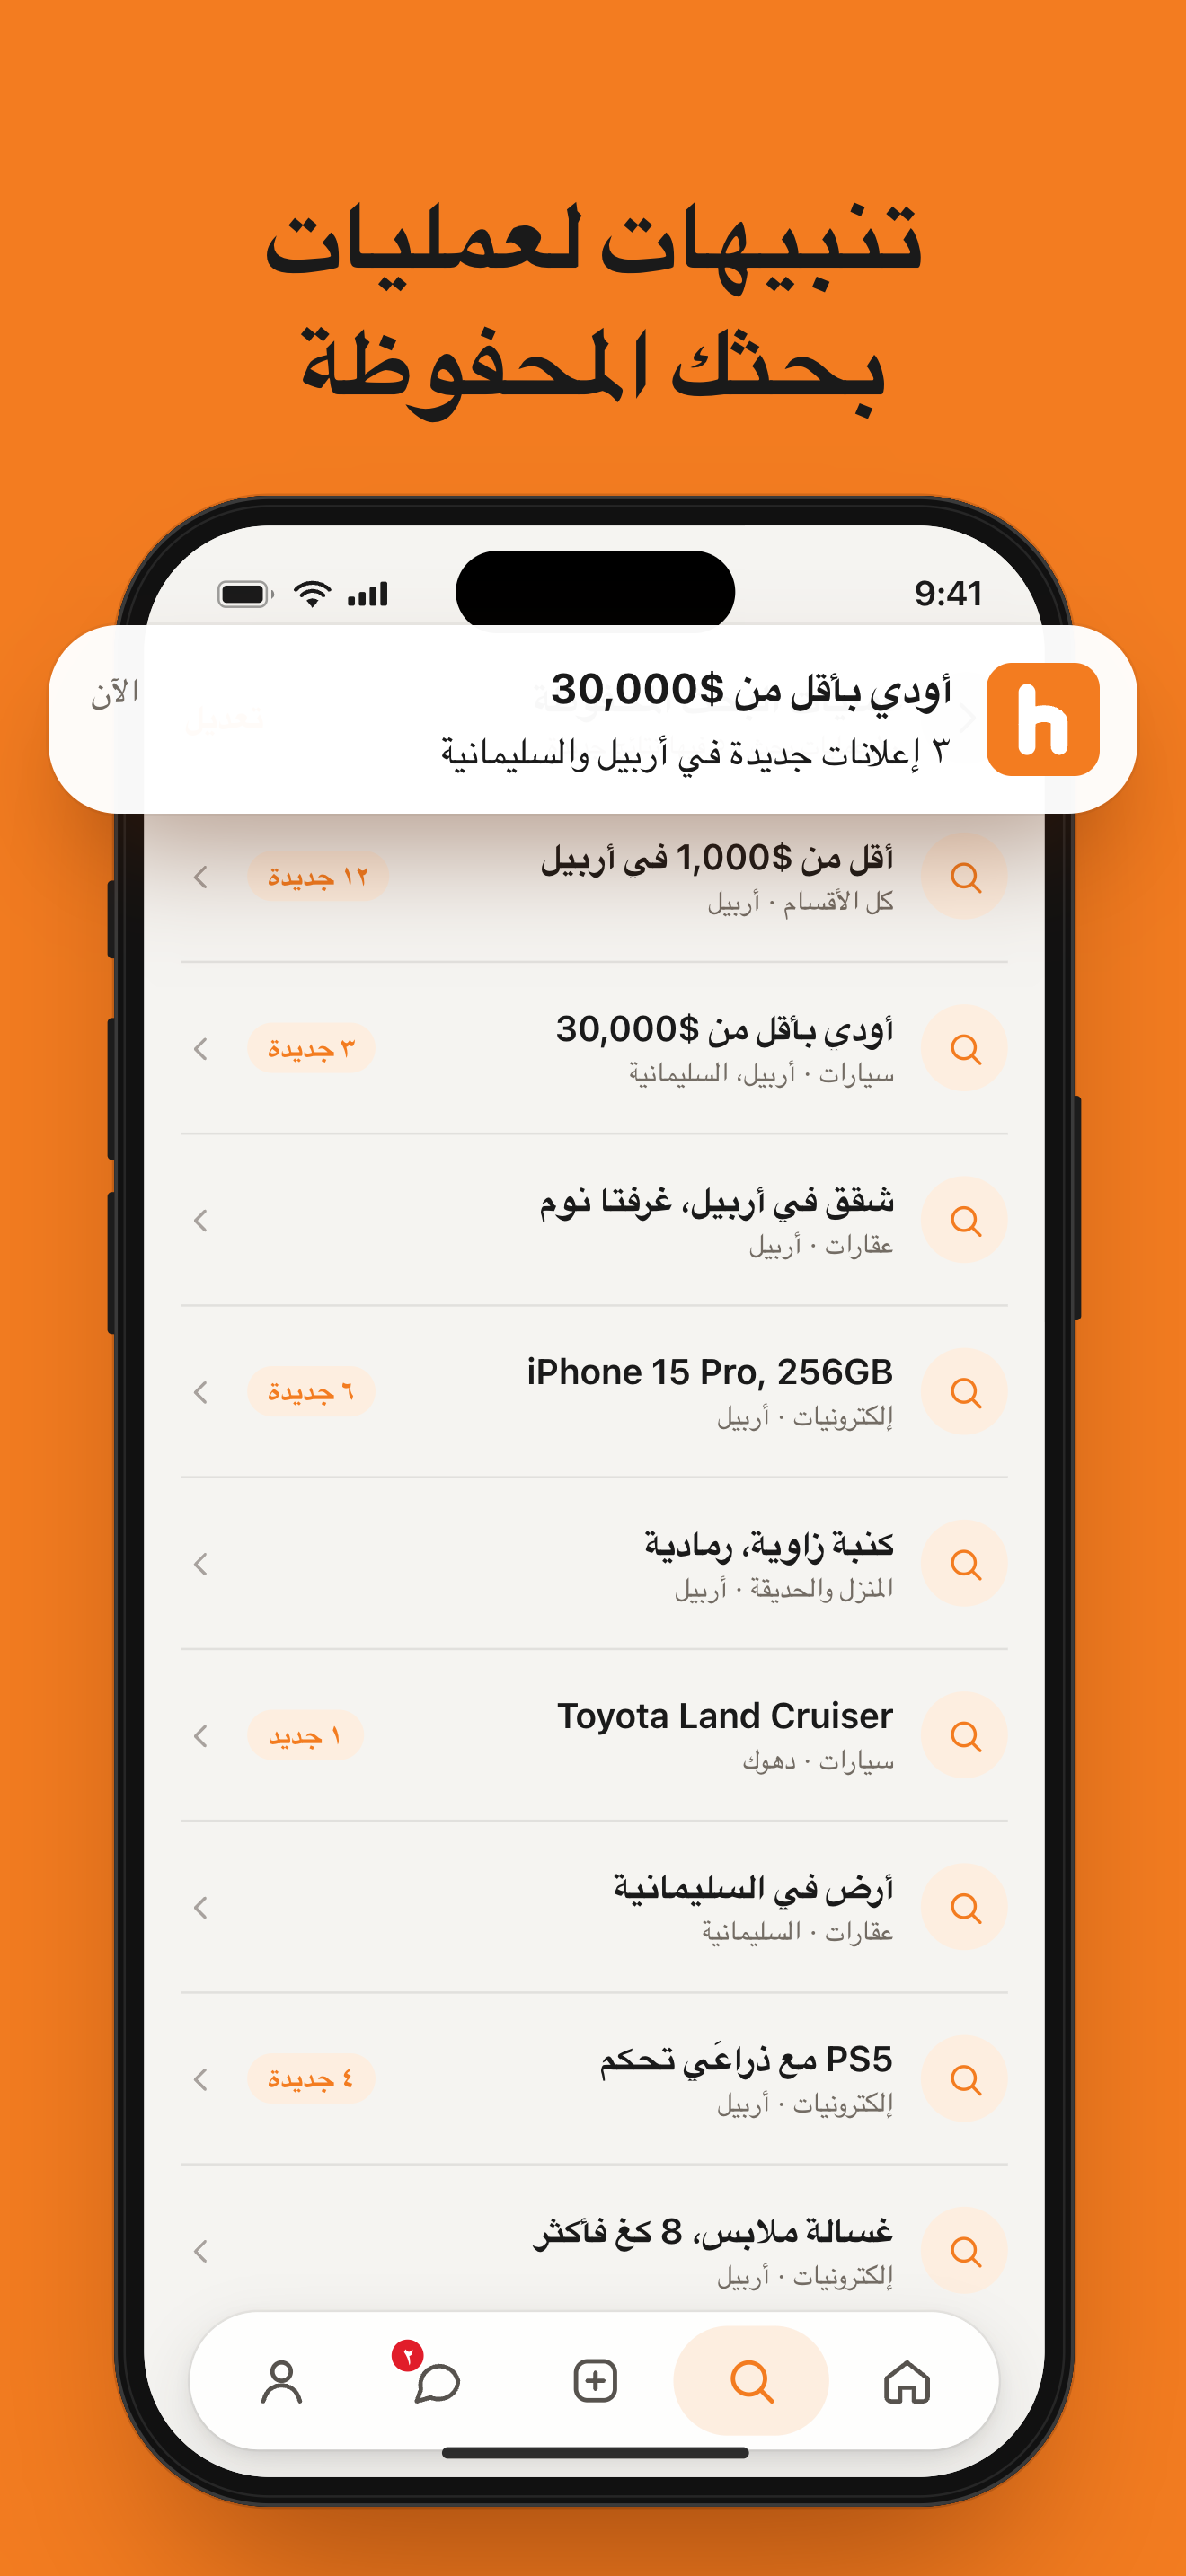 تنبيهات لعمليات
بحثك المحفوظة
9:41
h
أودي بأقل من $30,000
الآن
٣ إعلانات جديدة في أربيل والسليمانية
تعديل
أقل من $1,000 في أربيل
كل الأقسام · أربيل
١٢ جديدة
أودي بأقل من $30,000
سيارات · أربيل، السليمانية
٣ جديدة
شقق في أربيل، غرفتا نوم
عقارات · أربيل
iPhone 15 Pro, 256GB
إلكترونيات · أربيل
٦ جديدة
كنبة زاوية، رمادية
المنزل والحديقة · أربيل
Toyota Land Cruiser
سيارات · دهوك
١ جديد
أرض في السليمانية
عقارات · السليمانية
PS5 مع ذراعَي تحكم
إلكترونيات · أربيل
٤ جديدة
غسالة ملابس، 8 كغ فأكثر
إلكترونيات · أربيل
٢